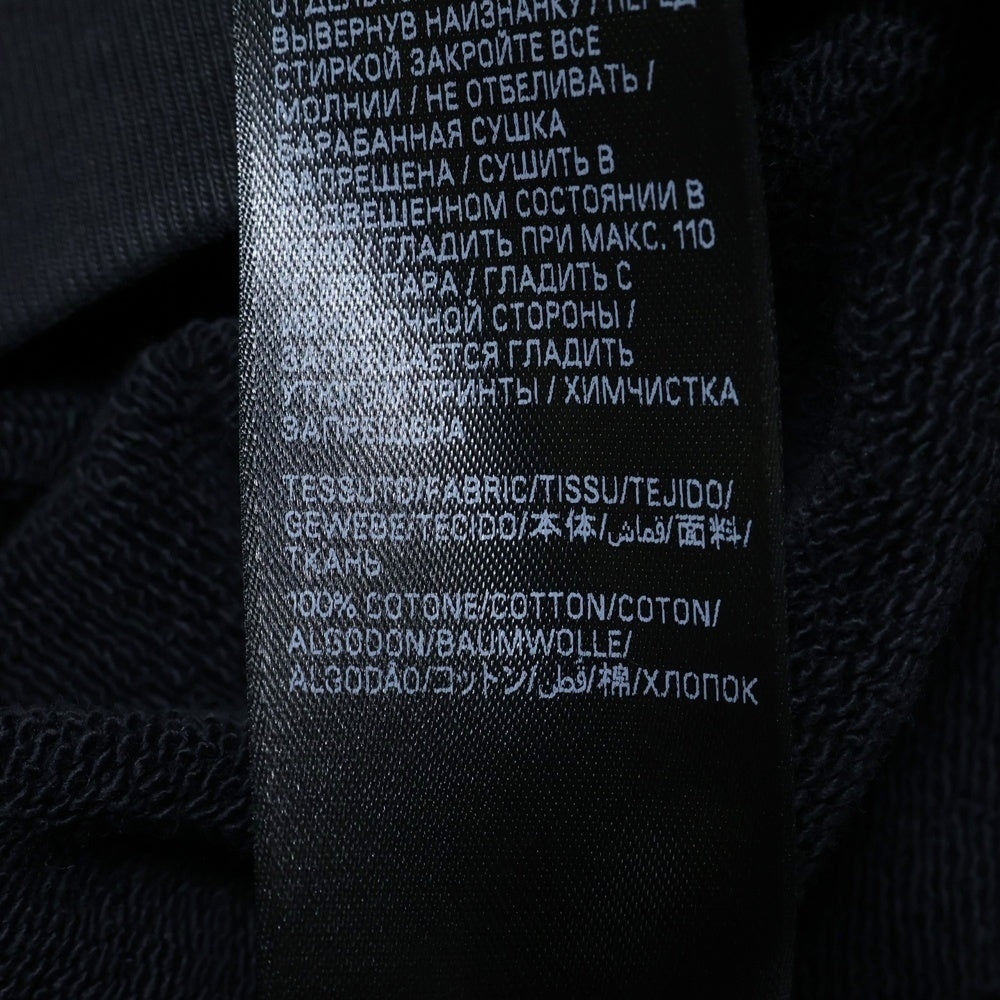 ВЫВЕРНУВ НАИЗНАНКУ / ПЕРЕД
СТИРКОЙ ЗАКРОЙТЕ ВСЕ
МОЛНИИ / НЕ ОТБЕЛИВАТЬ /
БАРАБАННАЯ СУШКА
ЗАПРЕЩЕНА / СУШИТЬ В
ПОДВЕШЕННОМ СОСТОЯНИИ В
ГЛАДИТЬ ПРИ МАКС. 110
ПАРА / ГЛАДИТЬ С
СТОРОНЫ /
ЗАПРЕЩАЕТСЯ ГЛАДИТЬ
ПРИНТЫ / ХИМЧИСТКА
ЗАПРЕЩЕНА
TESSUTO/FABRIC/TISSU/TEJIDO/
GEWEBE/TECIDO/本体/قماش/面料/
ТКАНЬ
100% COTONE/COTTON/COTON/
ALGODON/BAUMWOLLE/
ALGODÃO/コットン/قطن/棉/ХЛОПОК